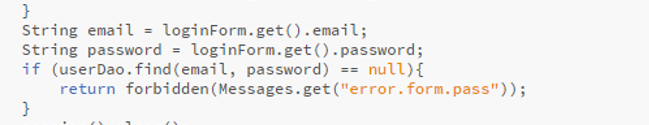 }
String email = loginForm.get().email;
String password = loginForm.get().password;
if (userDao.find(email, password) == null){
return forbidden(Messages.get("error.form.pass"));
}